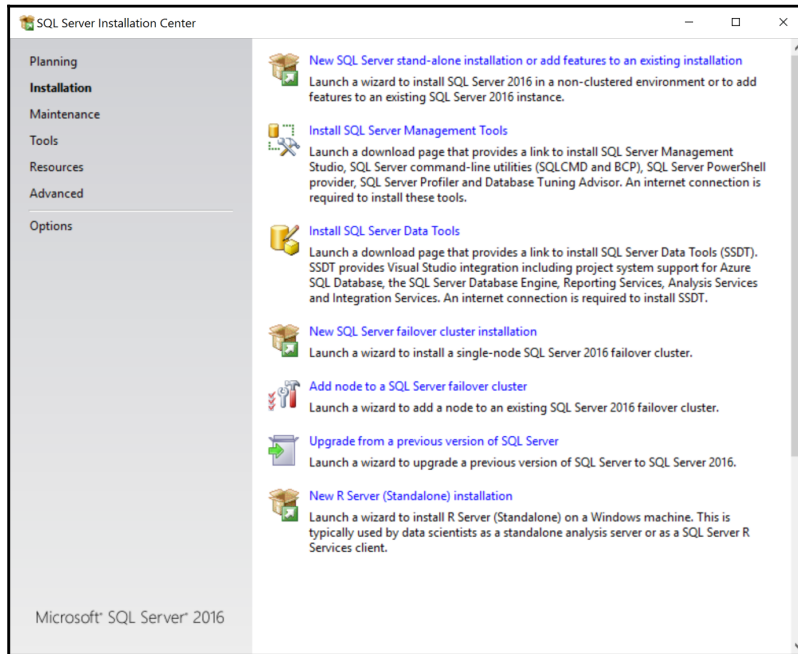 SQL Server Installation Center
Planning
Installation
Maintenance
Tools
Resources
Advanced
Options
New SQL Server stand-alone installation or add features to an existing installation
Launch a wizard to install SQL Server 2016 in a non-clustered environment or to add
features to an existing SQL Server 2016 instance.
Install SQL Server Management Tools
Launch a download page that provides a link to install SQL Server Management
Studio, SQL Server command-line utilities (SQLCMD and BCP), SQL Server PowerShell
provider, SQL Server Profiler and Database Tuning Advisor. An internet connection is
required to install these tools.
Install SQL Server Data Tools
Launch a download page that provides a link to install SQL Server Data Tools (SSDT).
SSDT provides Visual Studio integration including project system support for Azure
SQL Database, the SQL Server Database Engine, Reporting Services, Analysis Services
and Integration Services. An internet connection is required to install SSDT.
New SQL Server failover cluster installation
Launch a wizard to install a single-node SQL Server 2016 failover cluster.
Add node to a SQL Server failover cluster
Launch a wizard to add a node to an existing SQL Server 2016 failover cluster.
Upgrade from a previous version of SQL Server
Launch a wizard to upgrade a previous version of SQL Server to SQL Server 2016.
New R Server (Standalone) installation
Launch a wizard to install R Server (Standalone) on a Windows machine. This is
typically used by data scientists as a standalone analysis server or as a SQL Server R
Services client.
Microsoft® SQL Server® 2016